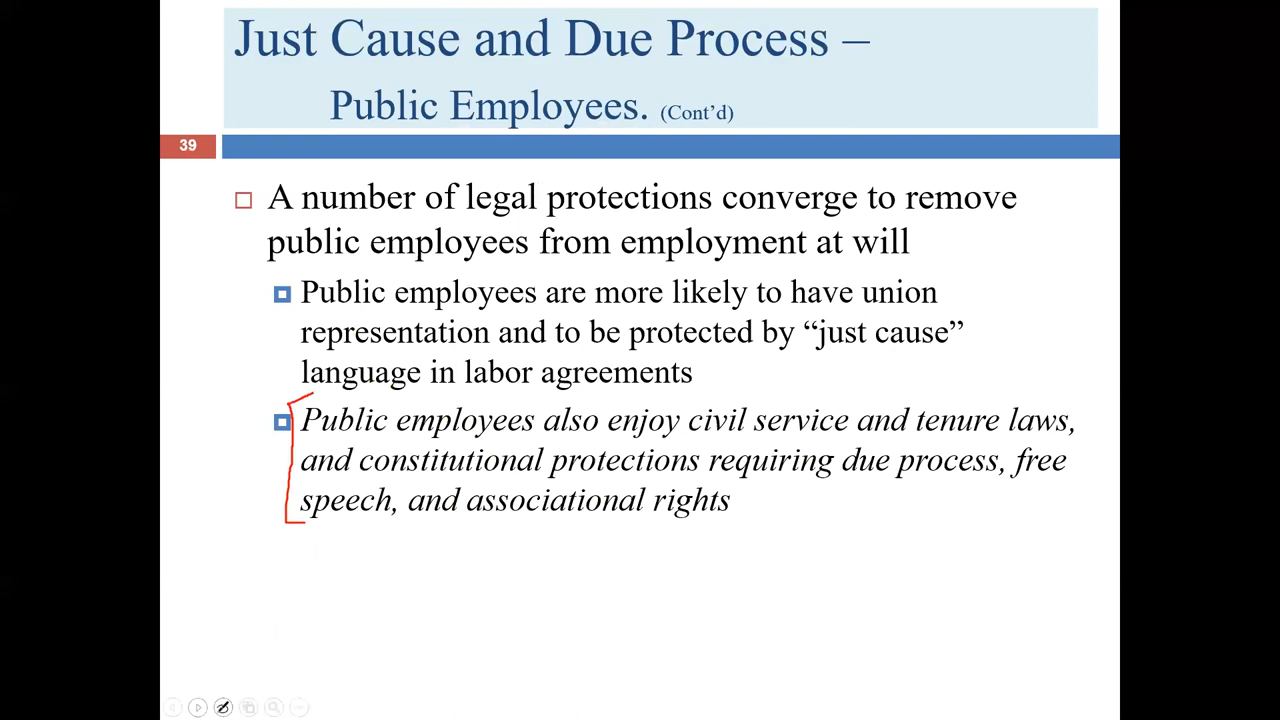 Just Cause and Due Process –
Public Employees. (Cont’d)
39
A number of legal protections converge to remove
public employees from employment at will
Public employees are more likely to have union
representation and to be protected by “just cause”
language in labor agreements
Public employees also enjoy civil service and tenure laws,
and constitutional protections requiring due process, free
speech, and associational rights